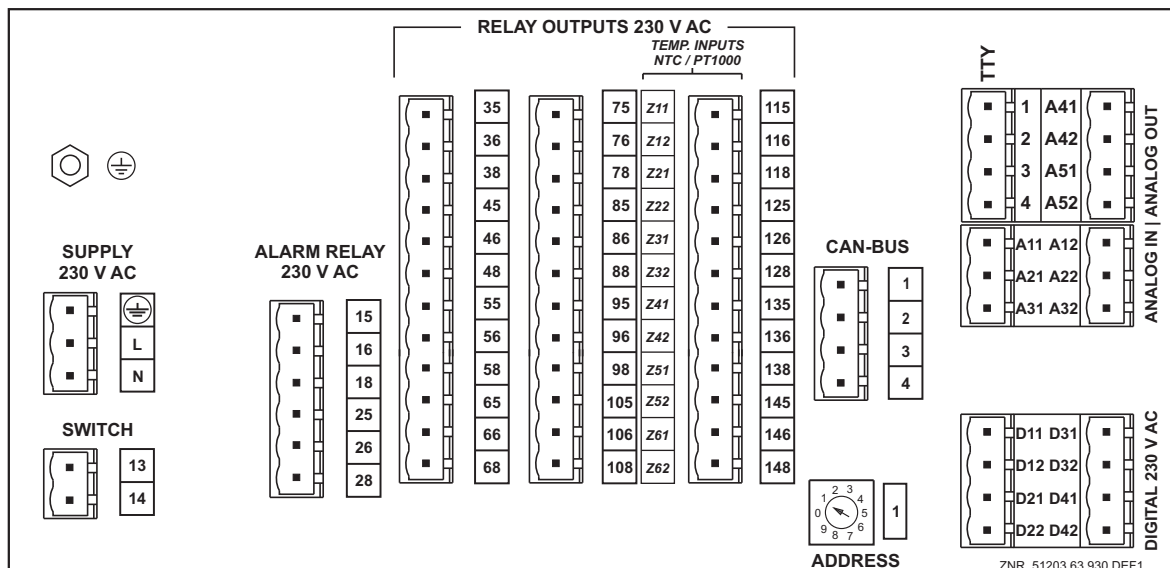 RELAY OUTPUTS 230 V AC
TEMP. INPUTS
NTC / PT1000
SUPPLY
230 V AC
L
N
SWITCH
13
14
ALARM RELAY
230 V AC
15
16
18
25
26
28
35
36
38
45
46
48
55
56
58
65
66
68
75 Z11
76 Z12
78 Z21
85 Z22
86 Z31
88 Z32
95 Z41
96 Z42
98 Z51
105 Z52
106 Z61
108 Z62
115
116
118
125
126
128
135
136
138
145
146
148
CAN-BUS
1
2
3
4
0 1 2 3 4 5 6 7 8 9
1
ADDRESS
TTY
1 A41
2 A42
3 A51
4 A52
A11 A12
A21 A22
A31 A32
ANALOG IN | ANALOG OUT
D11 D31
D12 D32
D21 D41
D22 D42
DIGITAL 230 V AC
ZNR. 51203 63 930 DEF1